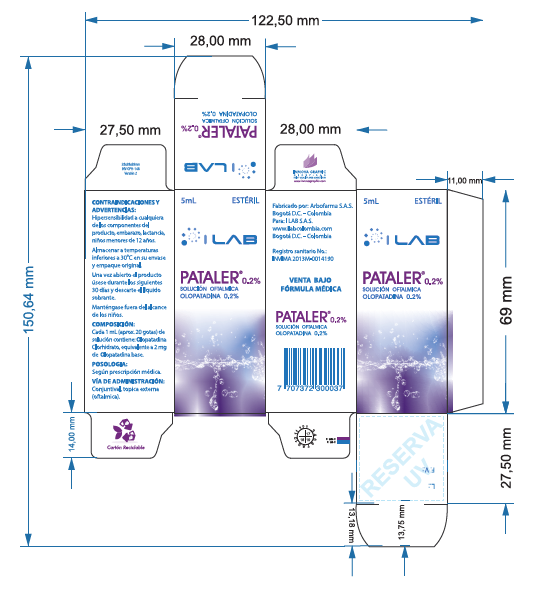 122,50 mm
28,00 mm
PATALER® 0,2%
SOLUCIÓN OFTALMICA
OLOPATADINA 0,2%
I LAB
27,50 mm
28,00 mm
INNOVA GRAPHIC
11,00 mm
CONTRAINDICACIONES Y
ADVERTENCIAS:
Hipersensibilidad a cualquiera
de los componentes del
producto, embarazo, lactancia,
niños menores de 12 años.
Almacenar a temperaturas
inferiores a 30°C en su envase
y empaque original.
Una vez abierto el producto
úsese durante los siguientes
30 días y descarte el líquido
sobrante.
Manténgase fuera del alcance
de los niños.
COMPOSICIÓN:
Cada 1 mL (aprox. 20 gotas) de
solución contiene: Olopatadina
Clorhidrato, equivalente a 2 mg
de Olopatadina base.
POSOLOGIA:
Según prescripción médica.
VÍA DE ADMINISTRACIÓN:
Conjuntival, topica externa
(oftalmica).
5mL ESTÉRIL
I LAB
PATALER® 0.2%
SOLUCIÓN OFTALMICA
OLOPATADINA 0,2%
Fabricado por: Arbofarma S.A.S.
Bogotá D.C. – Colombia
Para: I LAB S.A.S.
www.ilabcolombia.com
Bogotá D.C. – Colombia
Registro sanitario No.:
INVIMA 2013M-0014190
VENTA BAJO
FÓRMULA MÉDICA
PATALER® 0,2%
SOLUCIÓN OFTALMICA
OLOPATADINA 0,2%
7 707372 300037
5mL ESTÉRIL
I LAB
PATALER® 0.2%
SOLUCIÓN OFTALMICA
OLOPATADINA 0,2%
150,64 mm
69 mm
14,00 mm
Cartón Reciclable
RESERVA
UV
L:
F.V:
27,50 mm
13,18 mm
13,75 mm